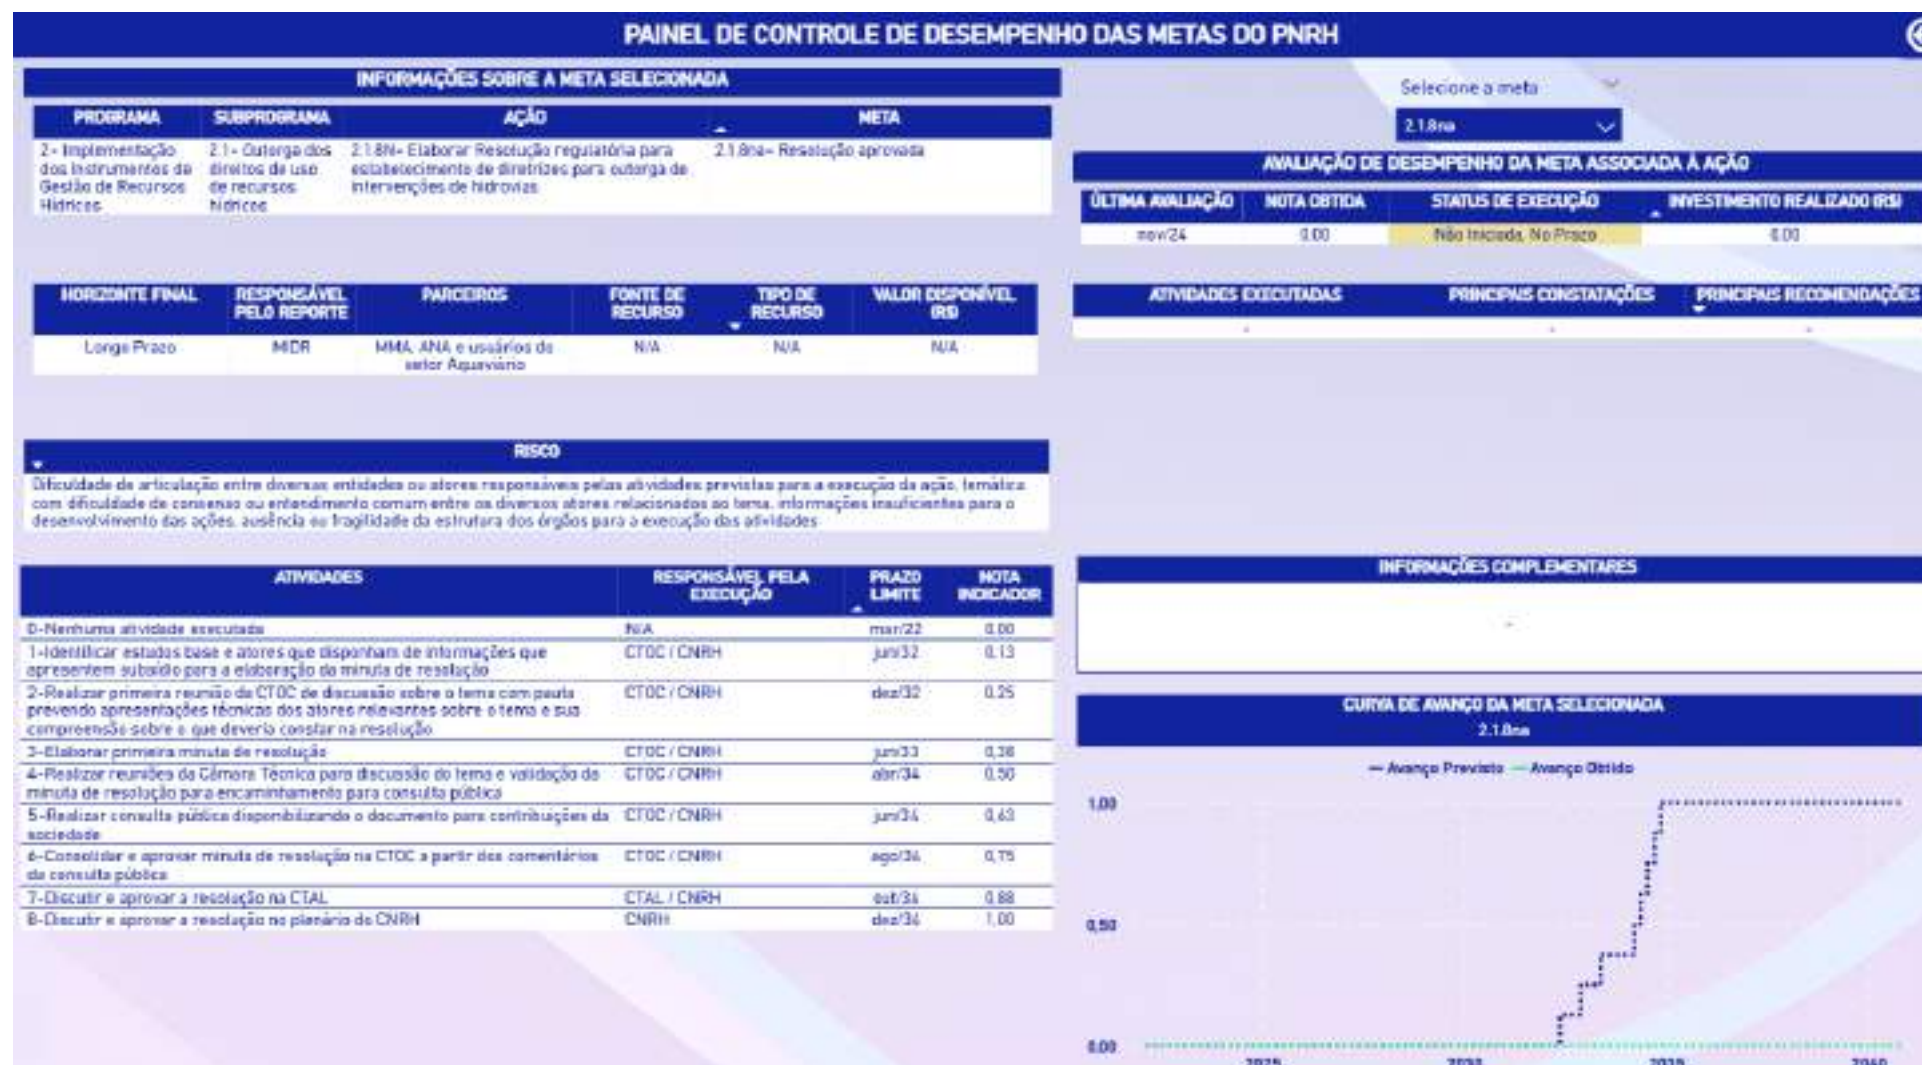 PAINEL DE CONTROLE DE DESEMPENHO DAS METAS DO PNRH
INFORMAÇÕES SOBRE A META SELECIONADA
PROGRAMA SUBPROGRAMA AÇÃO META
2- Implementação dos Instrumentos de Gestão de Recursos Hídricos
2.1- Outorga dos direitos de uso de recursos hídricos
2.1.8N- Elaborar Resolução regulatória para estabelecimento de diretrizes para outorga de intervenções de hidrovias
2.1.8na- Resolução aprovada
Selecione a meta
2.1.8na
AVALIAÇÃO DE DESEMPENHO DA META ASSOCIADA À AÇÃO
ÚLTIMA AVALIAÇÃO NOTA OBTIDA STATUS DE EXECUÇÃO INVESTIMENTO REALIZADO (R$)
nov/24 0,00 Não Iniciada, No Prazo 0,00
HORIZONTE FINAL RESPONSÁVEL PELO REPORTE PARCEIROS FONTE DE RECURSO TIPO DE RECURSO VALOR DISPONÍVEL (R$)
Longo Prazo MIDR MMA, ANA e usuários do setor Aquaviário N/A N/A N/A
ATIVIDADES EXECUTADAS PRINCIPAIS CONSTATAÇÕES PRINCIPAIS RECOMENDAÇÕES
- - -
RISCO
Dificuldade de articulação entre diversas entidades ou atores responsáveis pelas atividades previstas para a execução da ação, temática
com dificuldade de consenso ou entendimento comum entre os diversos atores relacionados ao tema, informações insuficientes para o
desenvolvimento das ações, ausência ou fragilidade da estrutura dos órgãos para a execução das atividades
ATIVIDADES RESPONSÁVEL PELA EXECUÇÃO PRAZO LIMITE NOTA INDICADOR
0-Nenhuma atividade executada N/A mar/22 0,00
1-Identificar estudos base e atores que disponham de informações que CTOC / CNRH jun/32 0,13
apresentem subsídio para a elaboração da minuta de resolução
2-Realizar primeira reunião da CTOC de discussão sobre o tema com pauta CTOC / CNRH dez/32 0,25
prevendo apresentações técnicas dos atores relevantes sobre o tema e sua
compreensão sobre o que deveria constar na resolução
3-Elaborar primeira minuta de resolução CTOC / CNRH jun/33 0,38
4-Realizar reuniões da Câmara Técnica para discussão do tema e validação da CTOC / CNRH abr/34 0,50
minuta de resolução para encaminhamento para consulta pública
5-Realizar consulta pública disponibilizando o documento para contribuições da CTOC / CNRH jun/34 0,63
sociedade
6-Consolidar e aprovar minuta de resolução na CTOC a partir dos comentários CTOC / CNRH ago/34 0,75
da consulta pública
7-Discutir e aprovar a resolução na CTAL CTAL / CNRH out/34 0,88
8-Discutir e aprovar a resolução no plenário do CNRH CNRH dez/34 1,00
INFORMAÇÕES COMPLEMENTARES
-
CURVA DE AVANÇO DA META SELECIONADA
2.1.8na
Avanço Previsto Avanço Obtido
1,00
0,50
0,00
2025 2030 2035 2040